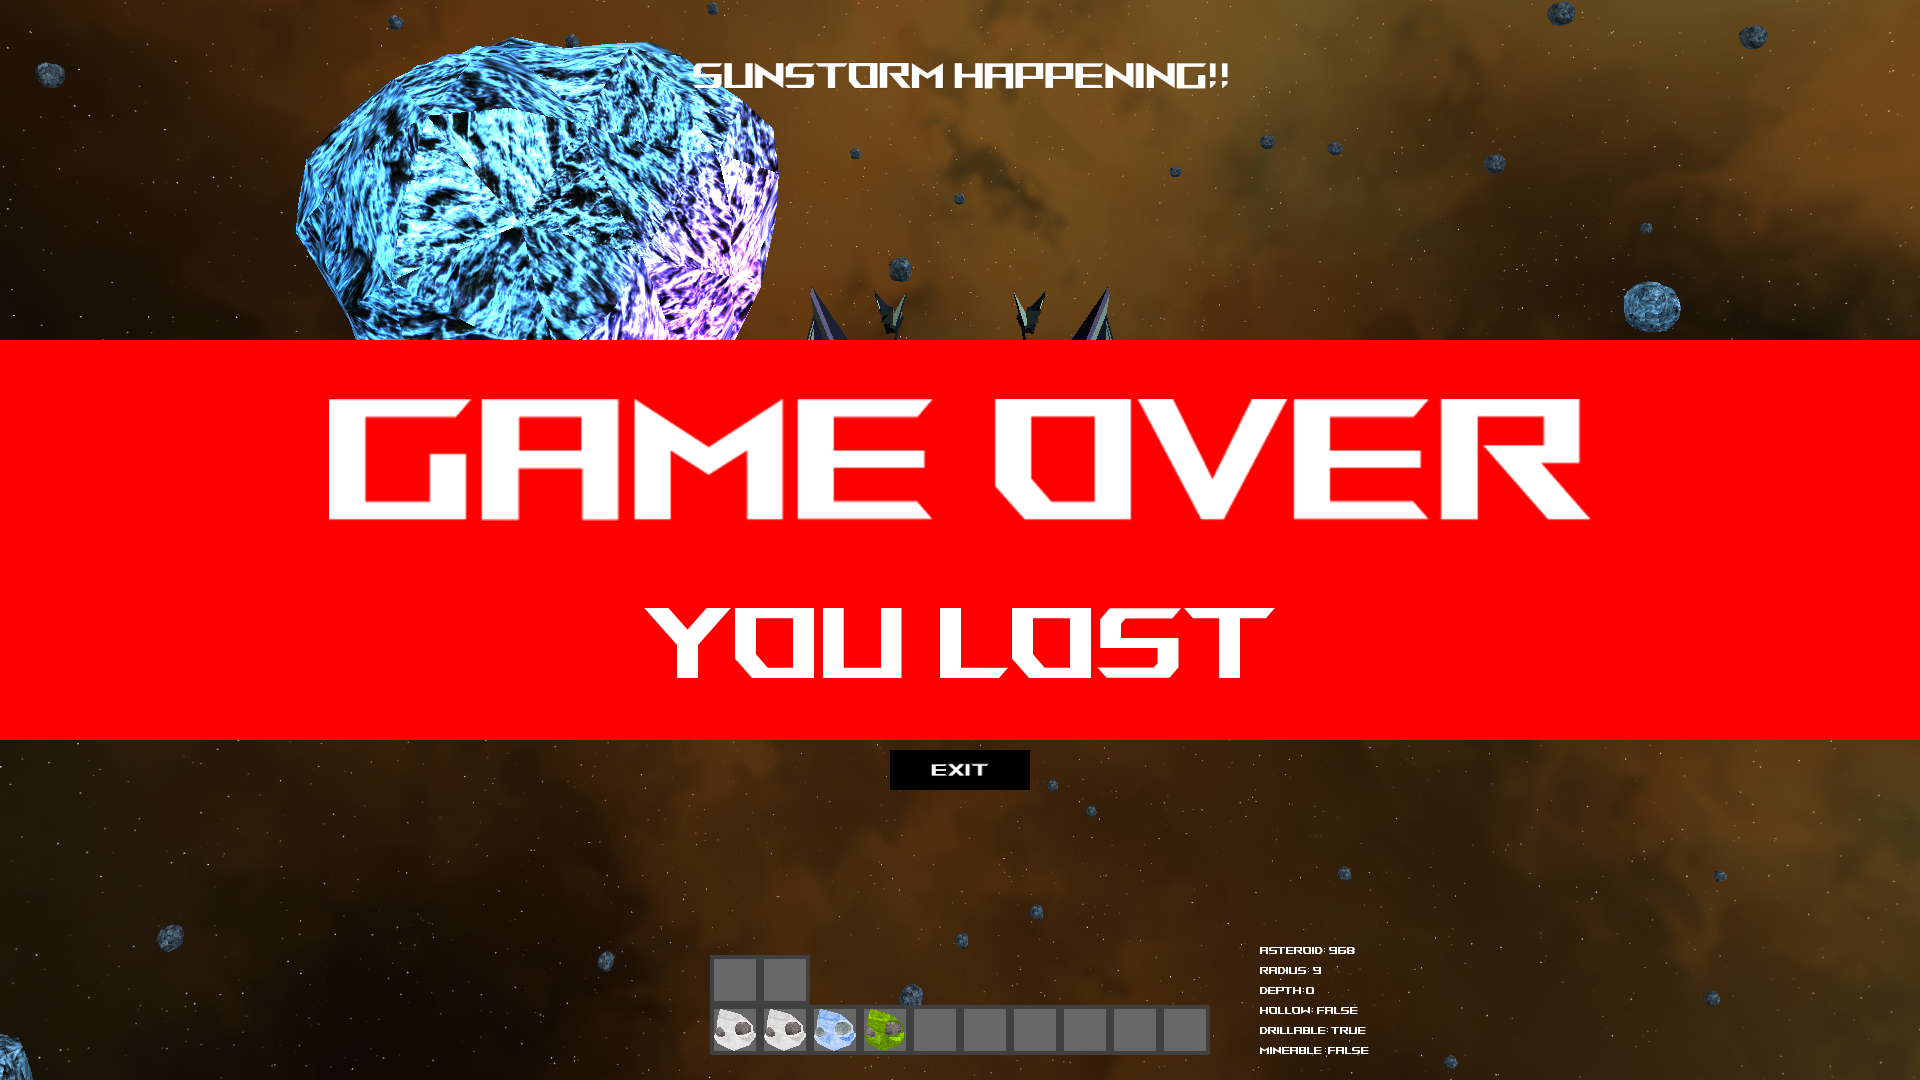 SUNSTORM HAPPENING!!
GAME OVER
YOU LOST
EXIT
ASTEROID: 968
RADIUS: 9
DEPTH:0
HOLLOW: FALSE
DRILLABLE: TRUE
MINEABLE :FALSE